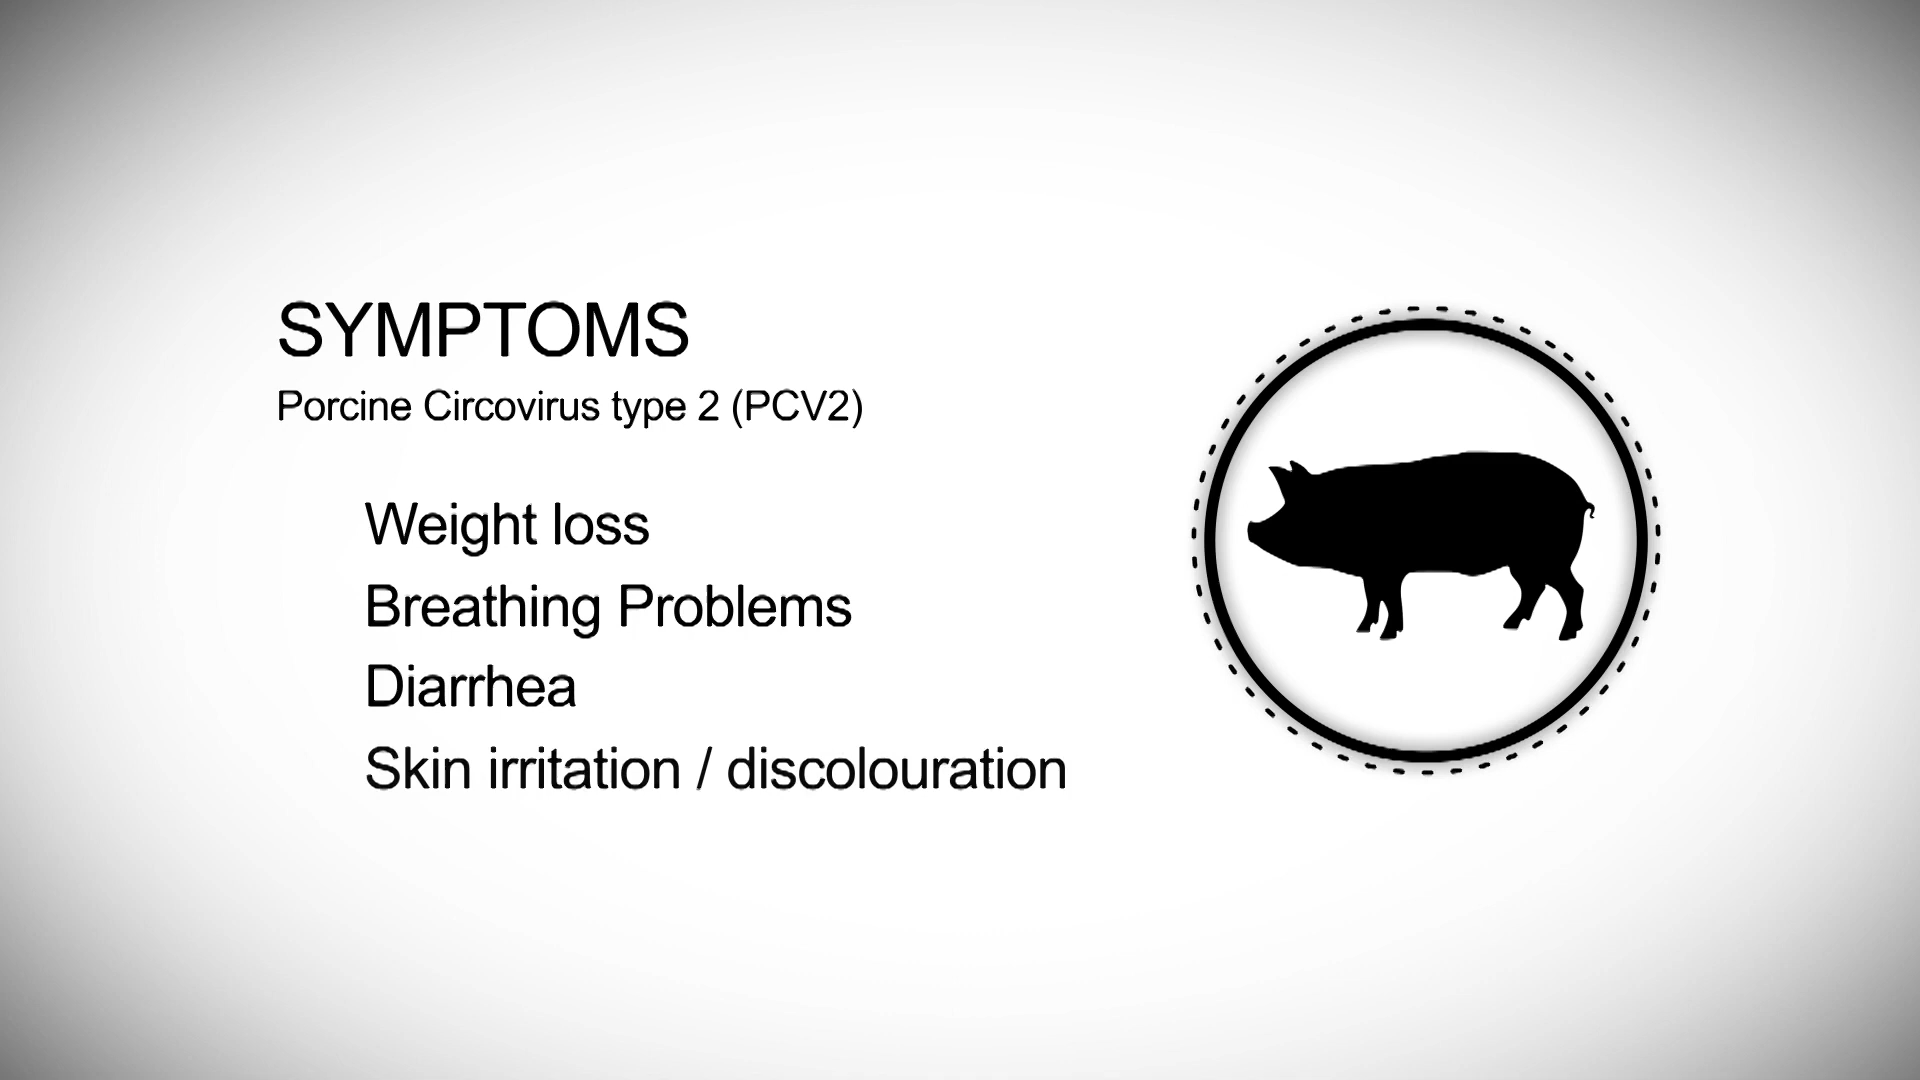 SYMPTOMS
Porcine Circovirus type 2 (PCV2)
Weight loss
Breathing Problems
Diarrhea
Skin irritation / discolouration